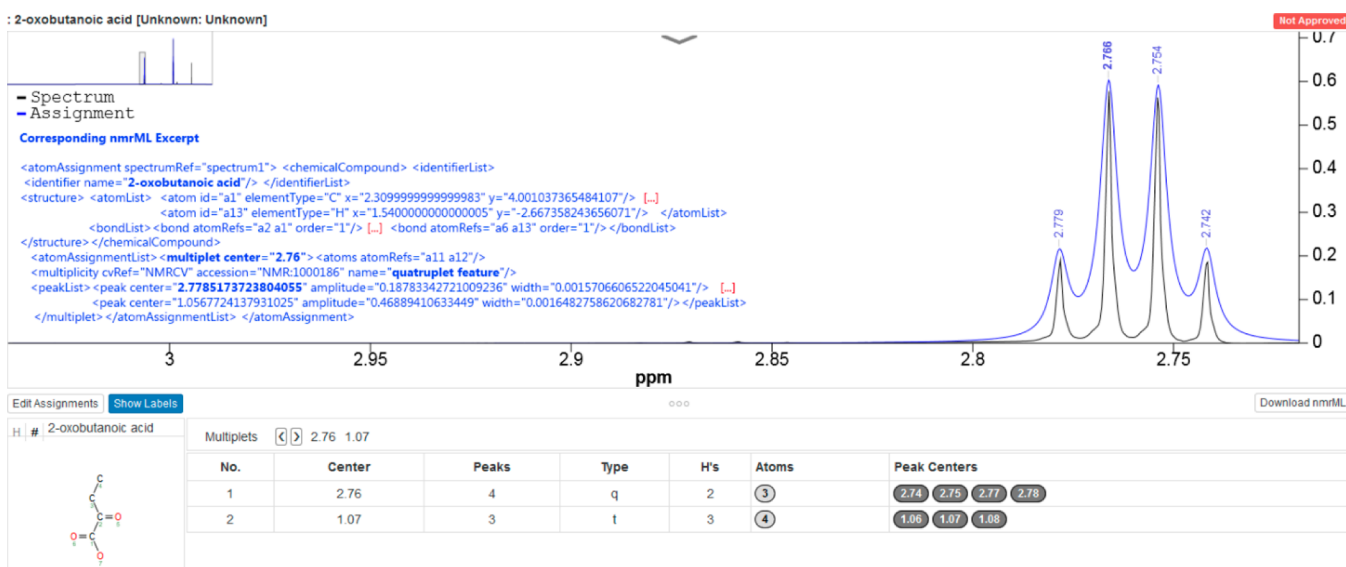 : 2-oxobutanoic acid [Unknown: Unknown]
Not Approved
Spectrum
Assignment
Corresponding nmrML Excerpt
<atomAssignment spectrumRef="spectrum1"> <chemicalCompound> <identifierList>
<identifier name="2-oxobutanoic acid"/> </identifierList>
<structure> <atomList> <atom id="a1" elementType="C" x="2.3099999999999983" y="4.001037365484107"/> [...]
<atom id="a13" elementType="H" x="1.5400000000000005" y="-2.667358243656071"/> </atomList>
<bondList><bond atomRefs="a2 a1" order="1"/> [...] <bond atomRefs="a6 a13" order="1"/></bondList>
</structure></chemicalCompound>
<atomAssignmentList><multiplet center="2.76"><atoms atomRefs="a11 a12"/>
<multiplicity cvRef="NMRCV" accession="NMR:1000186" name="quatruplet feature"/>
<peakList><peak center="2.7785173723804055" amplitude="0.18783342721009236" width="0.0015706606522045041"/> [...]
<peak center="1.0567724137931025" amplitude="0.46889410633449" width="0.0016482758620682781"/></peakList>
</multiplet></atomAssignmentList> </atomAssignment>
2.779
2.766
2.754
2.742
0.7
0.6
0.5
0.4
0.3
0.2
0.1
0
3
2.95
2.9
2.85
2.8
2.75
ppm
Edit Assignments Show Labels
Download nmrML
H # 2-oxobutanoic acid
Multiplets < > 2.76 1.07
No. Center Peaks Type H's Atoms Peak Centers
1 2.76 4 q 2 3 2.74 2.75 2.77 2.78
2 1.07 3 t 3 4 1.06 1.07 1.08
C
C
C=O
O=C
O